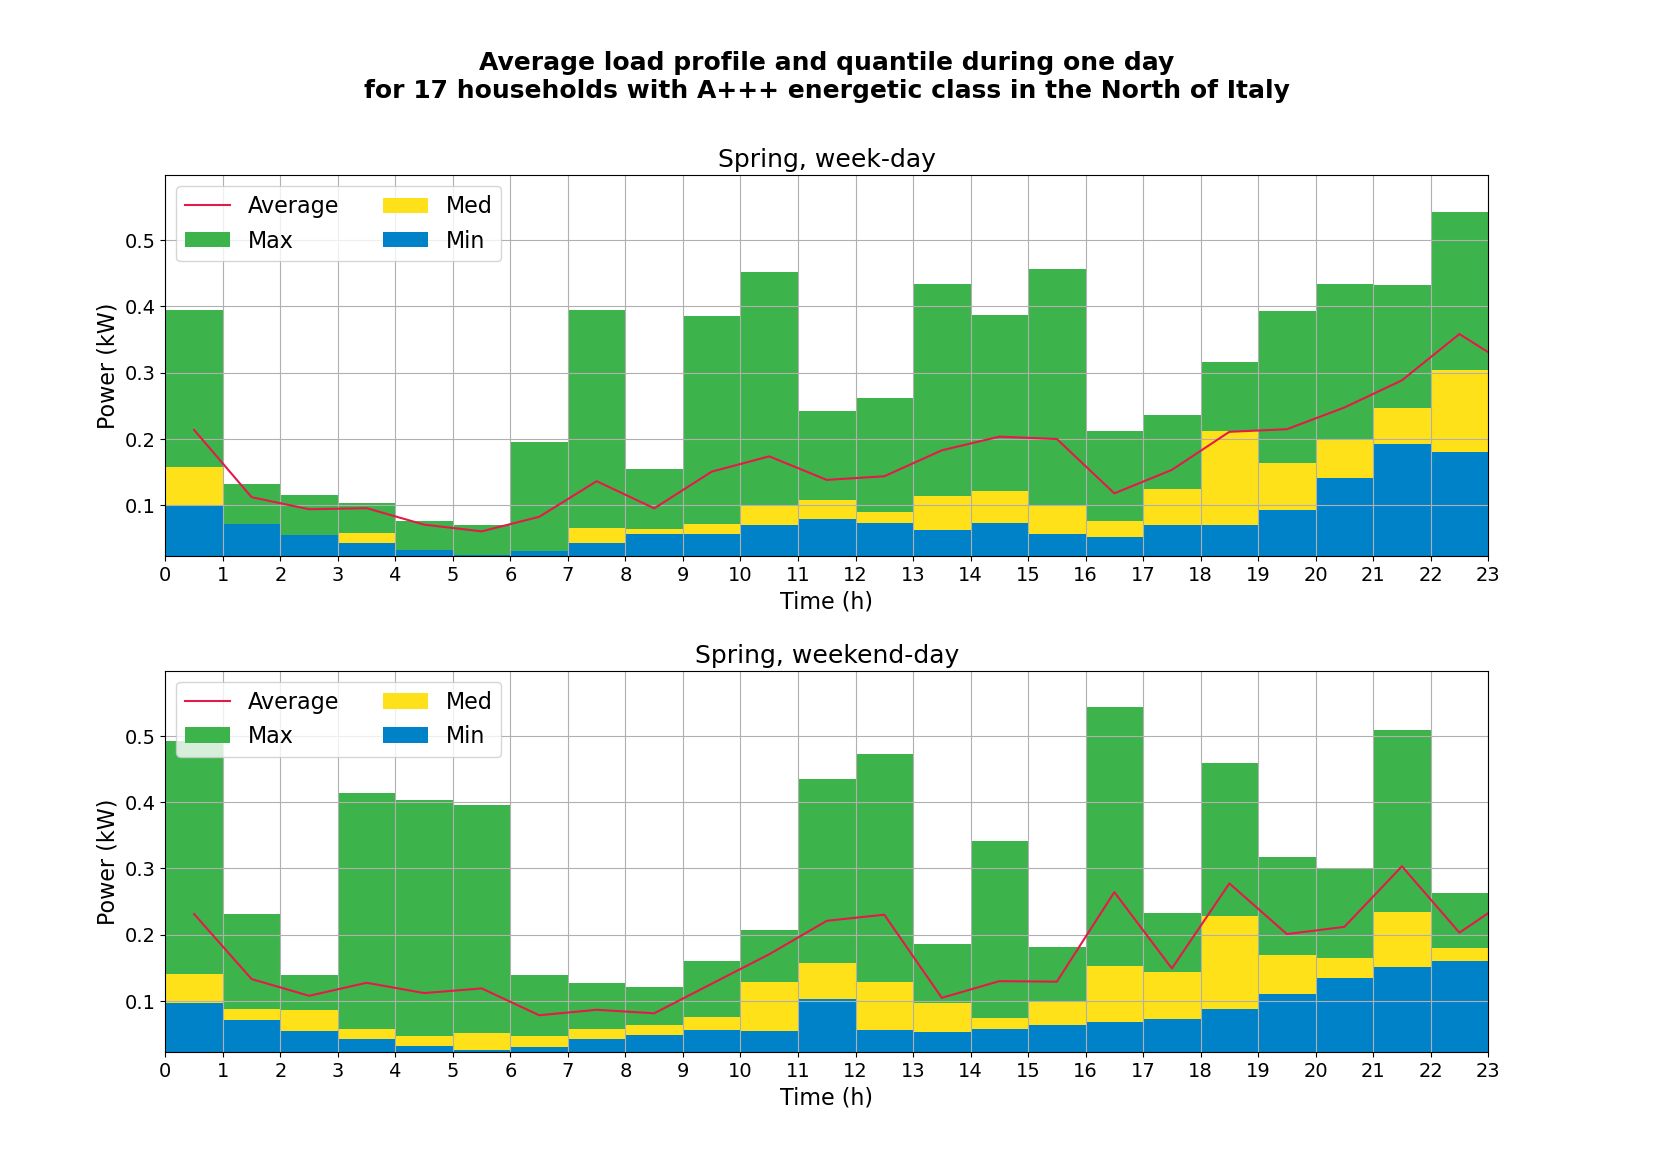 Average load profile and quantile during one day
for 17 households with A+++ energetic class in the North of Italy
Spring, week-day
Average Med
Max Min
0.5
0.4
0.3
0.2
0.1
Power (kW)
0 1 2 3 4 5 6 7 8 9 10 11 12 13 14 15 16 17 18 19 20 21 22 23
Time (h)
Spring, weekend-day
Average Med
Max Min
0.5
0.4
0.3
0.2
0.1
Power (kW)
0 1 2 3 4 5 6 7 8 9 10 11 12 13 14 15 16 17 18 19 20 21 22 23
Time (h)